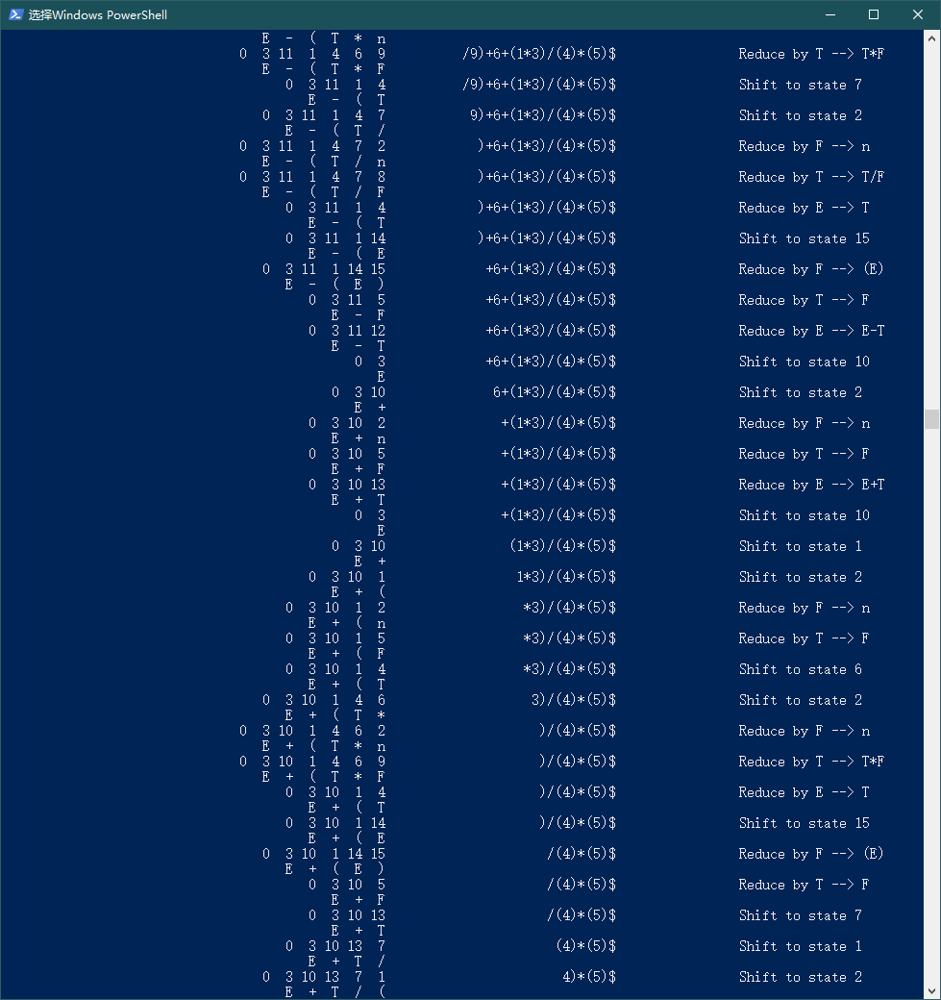 选择Windows PowerShell
E - ( T * n
0 3 11 1 4 6 9 /9)+6+(1*3)/(4)*(5)$ Reduce by T --> T*F
E - ( T * F
0 3 11 1 4 /9)+6+(1*3)/(4)*(5)$ Shift to state 7
E - ( T
0 3 11 1 4 7 9)+6+(1*3)/(4)*(5)$ Shift to state 2
E - ( T /
0 3 11 1 4 7 2 )+6+(1*3)/(4)*(5)$ Reduce by F --> n
E - ( T / n
0 3 11 1 4 7 8 )+6+(1*3)/(4)*(5)$ Reduce by T --> T/F
E - ( T / F
0 3 11 1 4 )+6+(1*3)/(4)*(5)$ Reduce by E --> T
E - ( T
0 3 11 1 14 )+6+(1*3)/(4)*(5)$ Shift to state 15
E - ( E
0 3 11 1 14 15 +6+(1*3)/(4)*(5)$ Reduce by F --> (E)
E - ( E )
0 3 11 5 +6+(1*3)/(4)*(5)$ Reduce by T --> F
E - F
0 3 11 12 +6+(1*3)/(4)*(5)$ Reduce by E --> E-T
E - T
0 3 +6+(1*3)/(4)*(5)$ Shift to state 10
E
0 3 10 6+(1*3)/(4)*(5)$ Shift to state 2
E +
0 3 10 2 +(1*3)/(4)*(5)$ Reduce by F --> n
E + n
0 3 10 5 +(1*3)/(4)*(5)$ Reduce by T --> F
E + F
0 3 10 13 +(1*3)/(4)*(5)$ Reduce by E --> E+T
E + T
0 3 +(1*3)/(4)*(5)$ Shift to state 10
E
0 3 10 (1*3)/(4)*(5)$ Shift to state 1
E +
0 3 10 1 1*3)/(4)*(5)$ Shift to state 2
E + (
0 3 10 1 2 *3)/(4)*(5)$ Reduce by F --> n
E + ( n
0 3 10 1 5 *3)/(4)*(5)$ Reduce by T --> F
E + ( F
0 3 10 1 4 *3)/(4)*(5)$ Shift to state 6
E + ( T
0 3 10 1 4 6 3)/(4)*(5)$ Shift to state 2
E + ( T *
0 3 10 1 4 6 2 )/(4)*(5)$ Reduce by F --> n
E + ( T * n
0 3 10 1 4 6 9 )/(4)*(5)$ Reduce by T --> T*F
E + ( T * F
0 3 10 1 4 )/(4)*(5)$ Reduce by E --> T
E + ( T
0 3 10 1 14 )/(4)*(5)$ Shift to state 15
E + ( E
0 3 10 1 14 15 /(4)*(5)$ Reduce by F --> (E)
E + ( E )
0 3 10 5 /(4)*(5)$ Reduce by T --> F
E + F
0 3 10 13 /(4)*(5)$ Shift to state 7
E + T
0 3 10 13 7 (4)*(5)$ Shift to state 1
E + T /
0 3 10 13 7 1 4)*(5)$ Shift to state 2
E + T / (